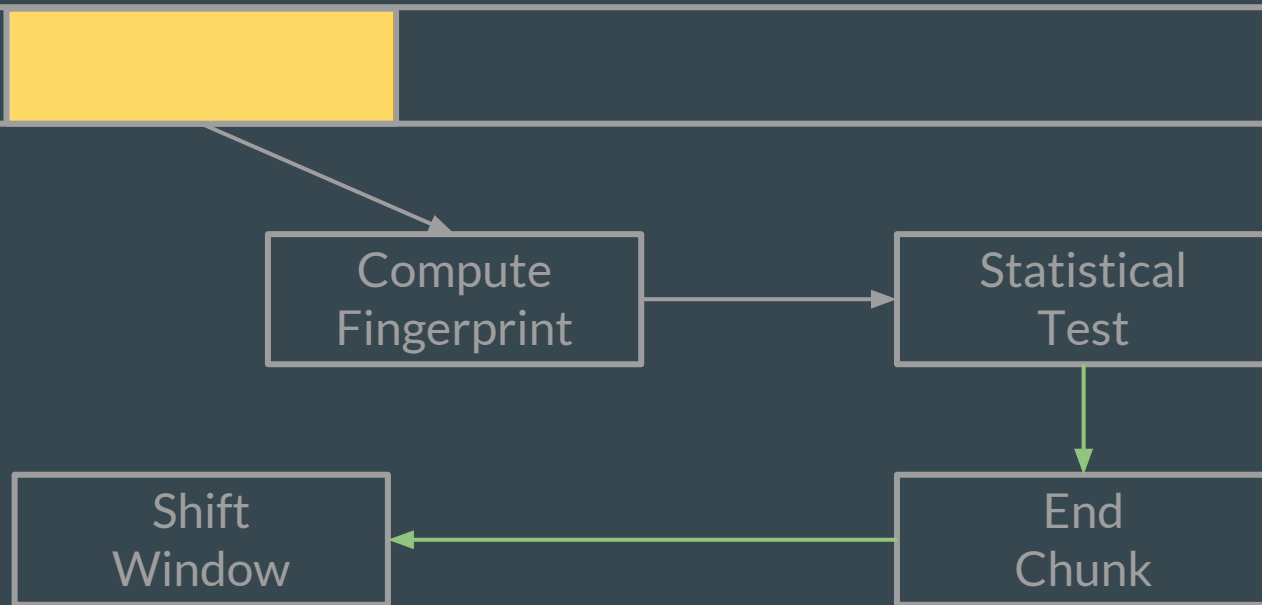 Compute
Fingerprint
Statistical
Test
Shift
Window
End
Chunk